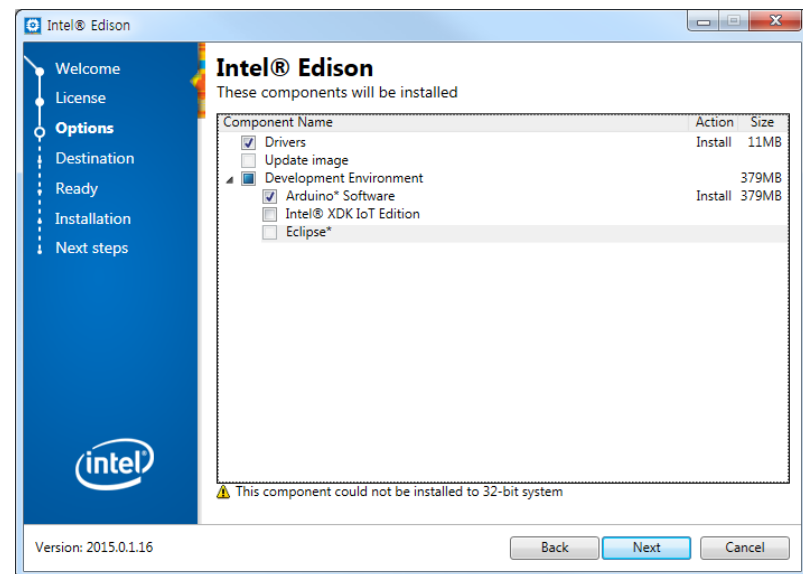 Intel® Edison
Welcome
License
Options
Destination
Ready
Installation
Next steps
intel®
Intel® Edison
These components will be installed
Component Name Action Size
Drivers Install 11MB
Update image
Development Environment 379MB
Arduino* Software Install 379MB
Intel® XDK IoT Edition
Eclipse*
This component could not be installed to 32-bit system
Version: 2015.0.1.16
Back Next Cancel